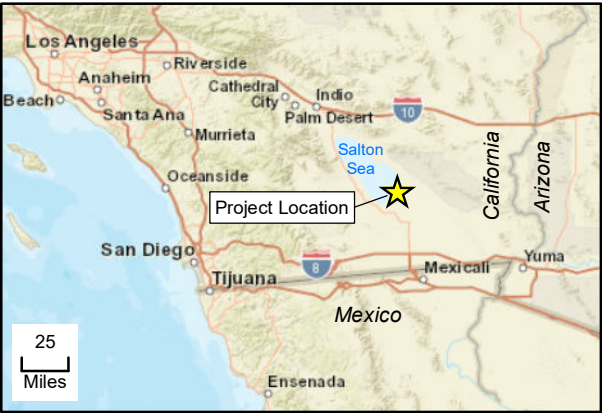 Los Angeles
Riverside
Anaheim
Cathedral
City
Indio
Beach
Santa Ana
Palm Desert
10
Murrieta
Salton
Sea
California
Arizona
Oceanside
Project Location
San Diego
8
Yuma
Tijuana
Mexicali
Mexico
25
Miles
Ensenada